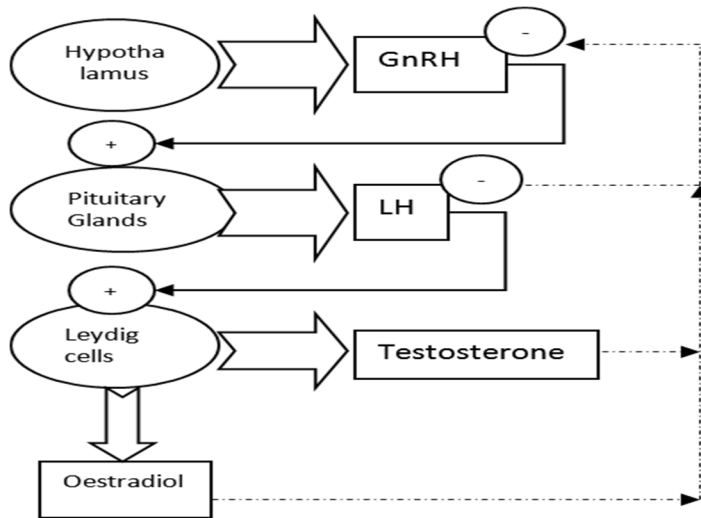 Hypotha
lamus
GnRH
-
+
Pituitary
Glands
LH
-
+
Leydig
cells
Testosterone
Oestradiol